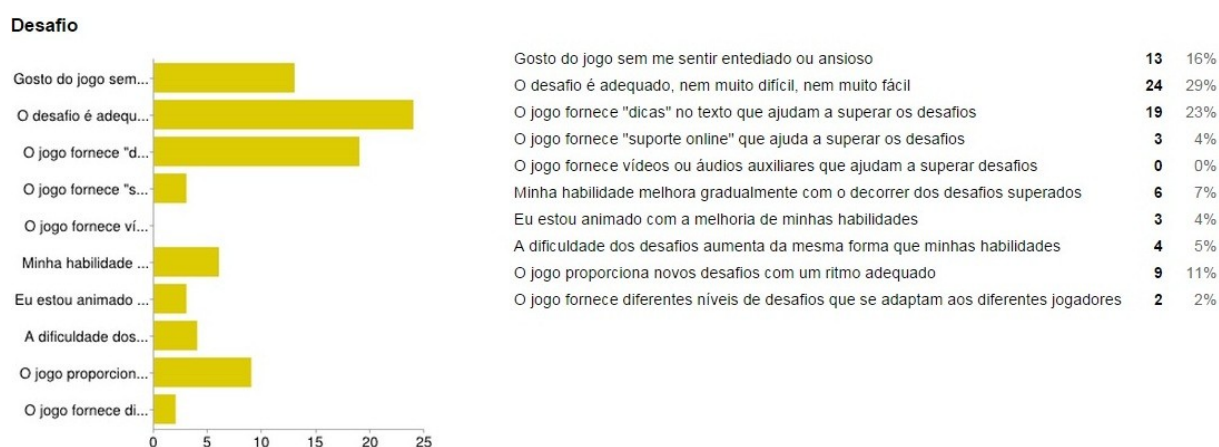 Desafio
Gosto do jogo sem...
O desafio é adequ...
O jogo fornece "d...
O jogo fornece "s...
O jogo fornece ví...
Minha habilidade ...
Eu estou animado ...
A dificuldade dos...
O jogo proporcion...
O jogo fornece di...
0 5 10 15 20 25
Gosto do jogo sem me sentir entediado ou ansioso 13 16%
O desafio é adequado, nem muito difícil, nem muito fácil 24 29%
O jogo fornece "dicas" no texto que ajudam a superar os desafios 19 23%
O jogo fornece "suporte online" que ajuda a superar os desafios 3 4%
O jogo fornece vídeos ou áudios auxiliares que ajudam a superar desafios 0 0%
Minha habilidade melhora gradualmente com o decorrer dos desafios superados 6 7%
Eu estou animado com a melhoria de minhas habilidades 3 4%
A dificuldade dos desafios aumenta da mesma forma que minhas habilidades 4 5%
O jogo proporciona novos desafios com um ritmo adequado 9 11%
O jogo fornece diferentes níveis de desafios que se adaptam aos diferentes jogadores 2 2%